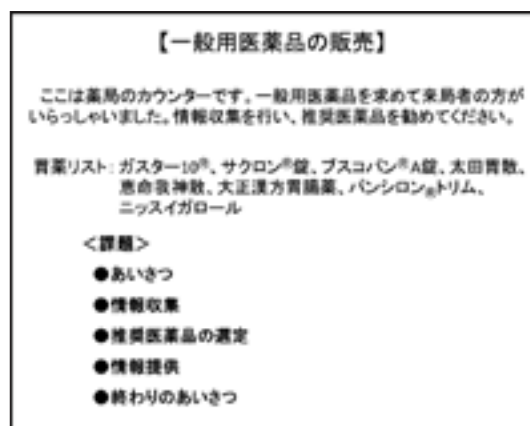 【一般用医薬品の販売】
ここは薬局のカウンターです。一般用医薬品を求めて来局者の方が
いらっしゃいました。情報収集を行い、推奨医薬品を勧めてください。
胃薬リスト：ガスター10®、サクロン®錠、ブスコパン®A錠、太田胃散、
恵命我神散、大正漢方胃腸薬、パンシロン®トリム、
ニッスイガロール
＜課題＞
●あいさつ
●情報収集
●推奨医薬品の選定
●情報提供
●終わりのあいさつ